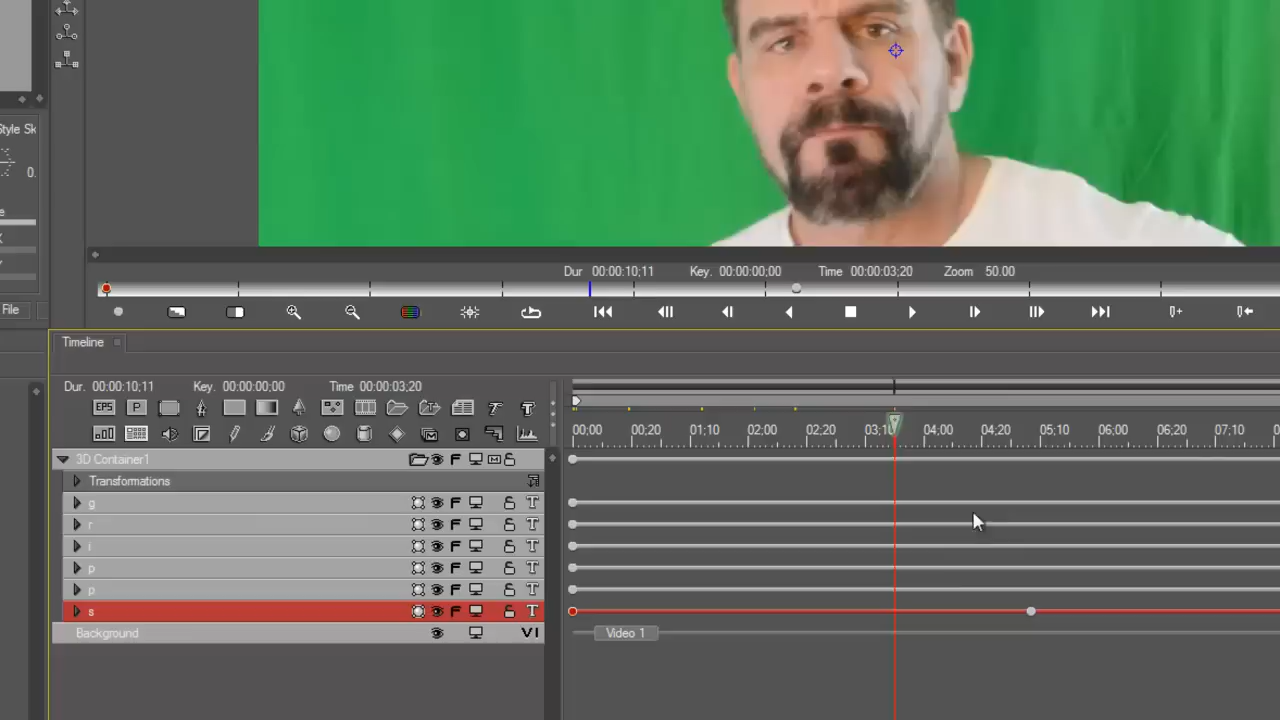 Style Sk
0.
e
X
File
Dur 00:00:10;11 Key. 00:00:00;00 Time 00:00:03;20 Zoom 50.00
Timeline
Dur. 00:00:10;11 Key. 00:00:00;00 Time 00:00:03;20
EPS P T T
00;00 00;20 01;10 02;00 02;20 03;1 04;00 04;20 05;10 06;00 06;20 07;10 0
3D Container1 F M
Transformations
g F T
r F T
i F T
p F T
p F T
s F T
Background VI Video 1